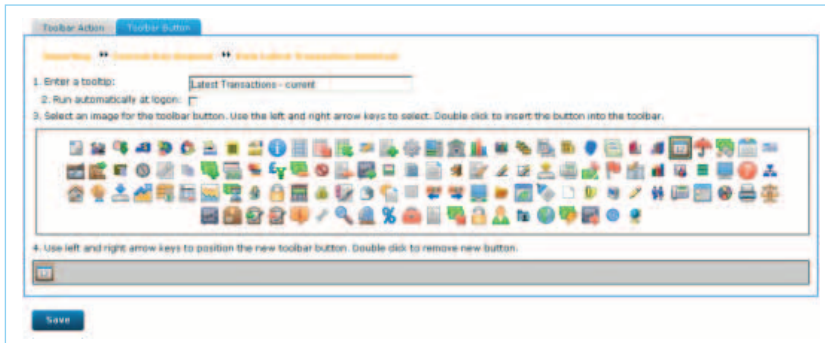 Toolbar Action Toolbar Button
1. Enter a tooltip: Latest Transactions - current
2. Run automatically at logon:
3. Select an image for the toolbar button. Use the left and right arrow keys to select. Double click to insert the button into the toolbar.
4. Use left and right arrow keys to position the new toolbar button. Double click to remove new button.
Save